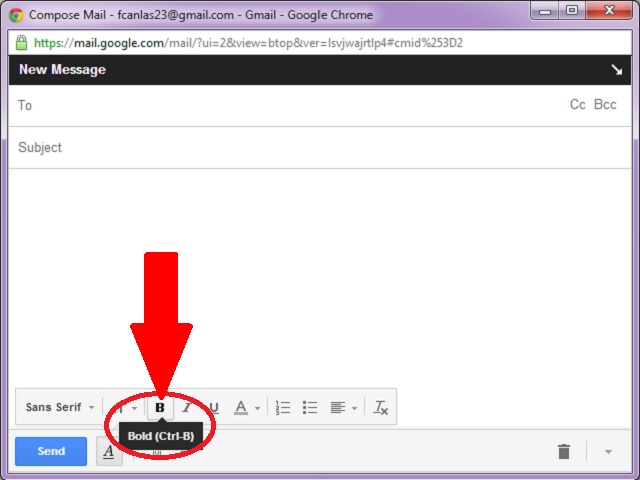 Compose Mail - fcanlas23@gmail.com - Gmail - Google Chrome
https://mail.google.com/mail/?ui=2&view=btop&ver=lsvjwajrtlp4#cmid%253D2
New Message
To Cc Bcc
Subject
Sans Serif B I U A
Bold (Ctrl-B)
Send A